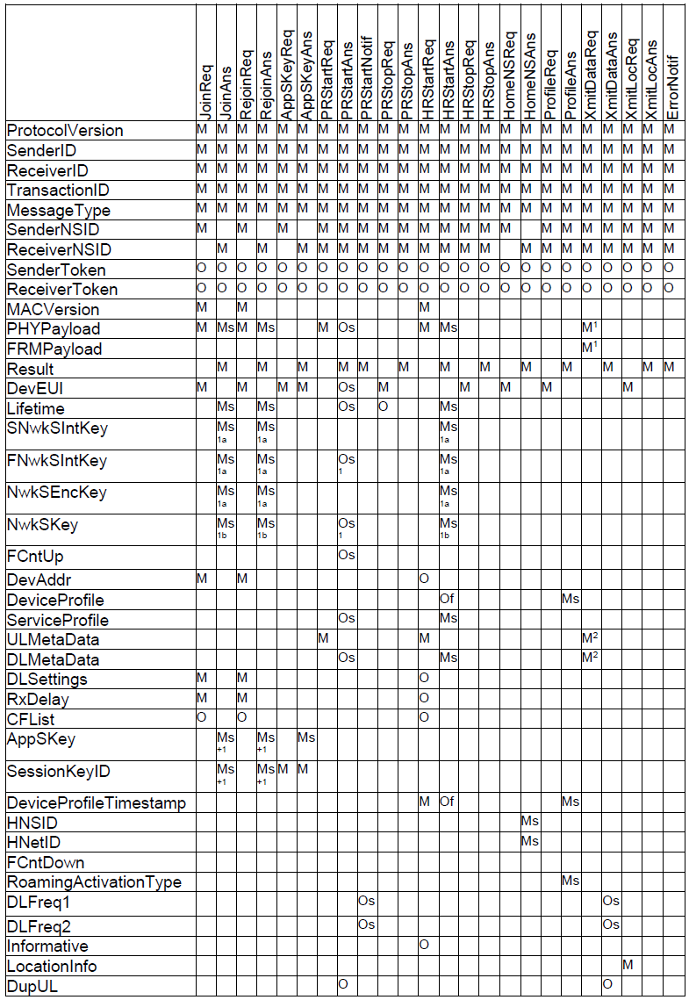 JoinReq JoinAns RejoinReq RejoinAns AppSKeyReq AppSKeyAns PRStartReq PRStartAns PRStartNotif PRStopReq PRStopAns HRStartReq HRStartAns HRStopReq HRStopAns HomeNSReq HomeNSAns ProfileReq ProfileAns XmitDataReq XmitDataAns XmitLocReq XmitLocAns ErrorNotif
ProtocolVersion M M M M M M M M M M M M M M M M M M M M M M M M
SenderID M M M M M M M M M M M M M M M M M M M M M M M M
ReceiverID M M M M M M M M M M M M M M M M M M M M M M M M
TransactionID M M M M M M M M M M M M M M M M M M M M M M M M
MessageType M M M M M M M M M M M M M M M M M M M M M M M M
SenderNSID M M M M M M M M M M M M M M M M M M M M
ReceiverNSID M M M M M M M M M M M M M M M M M M M M
SenderToken O O O O O O O O O O O O O O O O O O O O O O O O
ReceiverToken O O O O O O O O O O O O O O O O O O O O O O O O
MACVersion M M M
PHYPayload M Ms M Ms M Os M Ms M1
FRMPayload M1
Result M M M M M M M M M M M M M
DevEUI M M M M Os M M M M M
Lifetime Ms Ms Os O Ms
SNwkSIntKey Ms Ms Ms
1a 1a 1a
FNwkSIntKey Ms Ms Os Ms
1a 1a 1 1a
NwkSEncKey Ms Ms Ms
1a 1a 1a
NwkSKey Ms Ms Os Ms
1b 1b 1 1b
FCntUp Os
DevAddr M M O
DeviceProfile Of Ms
ServiceProfile Os Ms
ULMetaData M M M2
DLMetaData Os Ms M2
DLSettings M M O
RxDelay M M O
CFList O O O
AppSKey Ms Ms Ms
+1 +1
SessionKeyID Ms Ms M M
+1 +1
DeviceProfileTimestamp M Of Ms
HNSID Ms
HNetID Ms
FCntDown
RoamingActivationType Ms
DLFreq1 Os Os
DLFreq2 Os Os
Informative O
LocationInfo M
DupUL O O